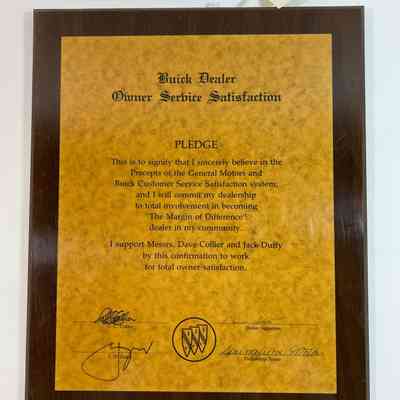 Buick Dealer
Owner Service Satisfaction
PLEDGE
This is to signify that I sincerely believe in the
Precepts of the General Motors and
Buick Customer Service Satisfaction system;
and I will commit my dealership
to total involvement in becoming
"The Margin of Difference"
dealer in my community.
I support Messrs. Dave Collier and Jack Duffy
by this confirmation to work
for total owner satisfaction.